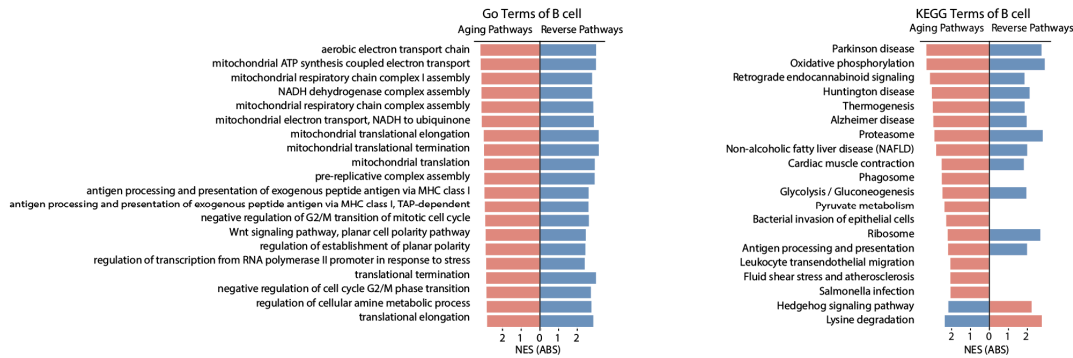 Go Terms of B cell
Aging Pathways Reverse Pathways
aerobic electron transport chain
mitochondrial ATP synthesis coupled electron transport
mitochondrial respiratory chain complex I assembly
NADH dehydrogenase complex assembly
mitochondrial respiratory chain complex assembly
mitochondrial electron transport, NADH to ubiquinone
mitochondrial translational elongation
mitochondrial translational termination
mitochondrial translation
pre-replicative complex assembly
antigen processing and presentation of exogenous peptide antigen via MHC class I
antigen processing and presentation of exogenous peptide antigen via MHC class I, TAP-dependent
negative regulation of G2/M transition of mitotic cell cycle
Wnt signaling pathway, planar cell polarity pathway
regulation of establishment of planar polarity
regulation of transcription from RNA polymerase II promoter in response to stress
translational termination
negative regulation of cell cycle G2/M phase transition
regulation of cellular amine metabolic process
translational elongation
2 1 0 1 2
NES (ABS)
KEGG Terms of B cell
Aging Pathways Reverse Pathways
Parkinson disease
Oxidative phosphorylation
Retrograde endocannabinoid signaling
Huntington disease
Thermogenesis
Alzheimer disease
Proteasome
Non-alcoholic fatty liver disease (NAFLD)
Cardiac muscle contraction
Phagosome
Glycolysis / Gluconeogenesis
Pyruvate metabolism
Bacterial invasion of epithelial cells
Ribosome
Antigen processing and presentation
Leukocyte transendothelial migration
Fluid shear stress and atherosclerosis
Salmonella infection
Hedgehog signaling pathway
Lysine degradation
2 1 0 1 2
NES (ABS)